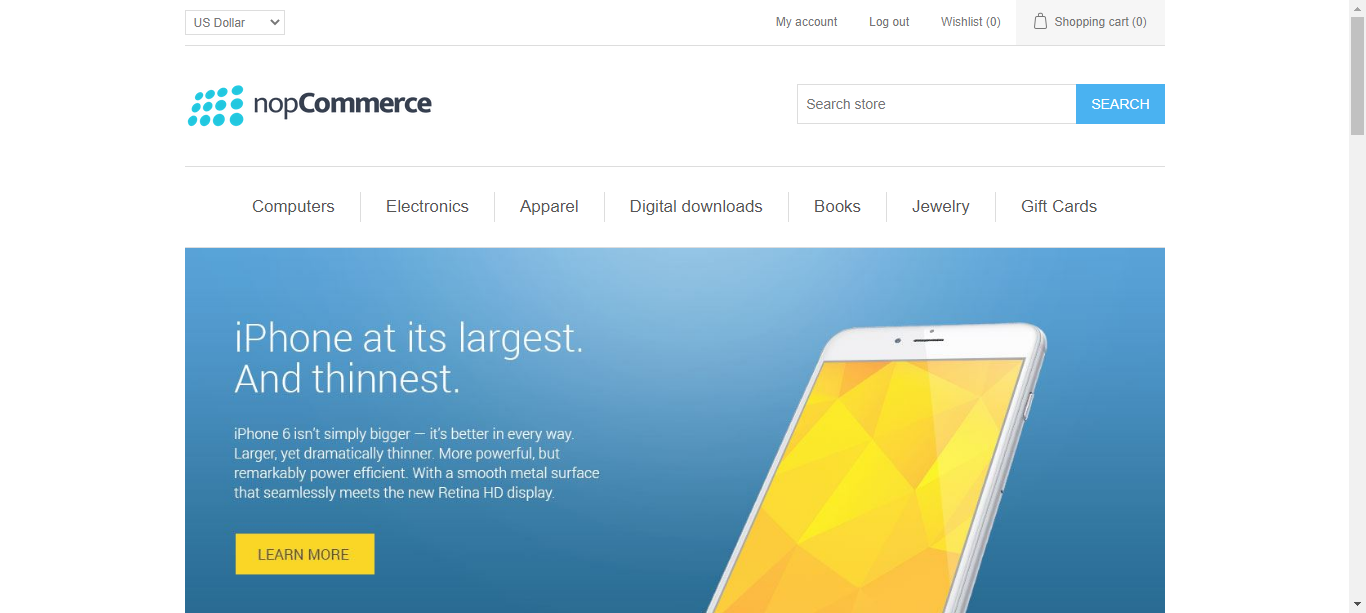 US Dollar
My account
Log out
Wishlist (0)
Shopping cart (0)
nopCommerce
Search store
SEARCH
Computers
Electronics
Apparel
Digital downloads
Books
Jewelry
Gift Cards
iPhone at its largest.
And thinnest.
iPhone 6 isn't simply bigger — it's better in every way.
Larger, yet dramatically thinner. More powerful, but
remarkably power efficient. With a smooth metal surface
that seamlessly meets the new Retina HD display.
LEARN MORE